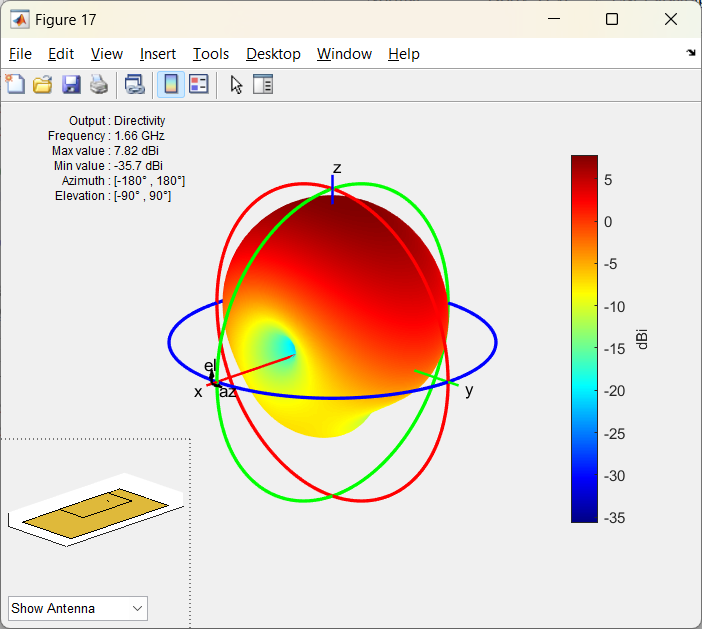 Figure 17
File Edit View Insert Tools Desktop Window Help
Output : Directivity
Frequency : 1.66 GHz
Max value : 7.82 dBi
Min value : -35.7 dBi
Azimuth : [-180° , 180°]
Elevation : [-90° , 90°]
z
5
0
-5
-10
-15
-20
-25
-30
-35
dBi
el
x
az
y
Show Antenna